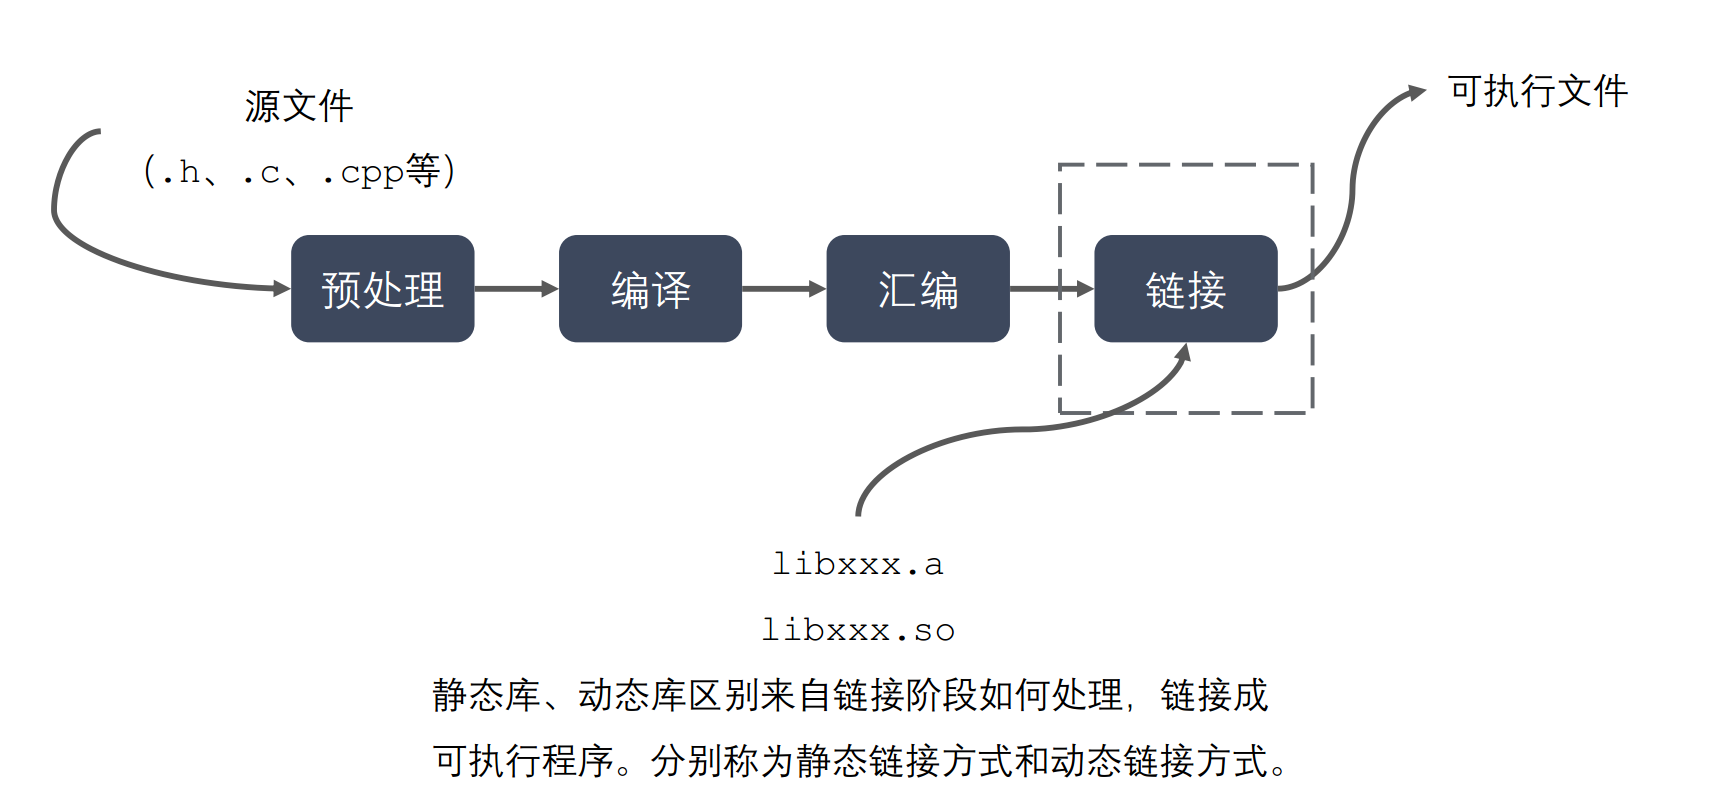 源文件
(.h、.c、.cpp等)
可执行文件
预处理
编译
汇编
链接
libxxx.a
libxxx.so
静态库、动态库区别来自链接阶段如何处理，链接成
可执行程序。分别称为静态链接方式和动态链接方式。